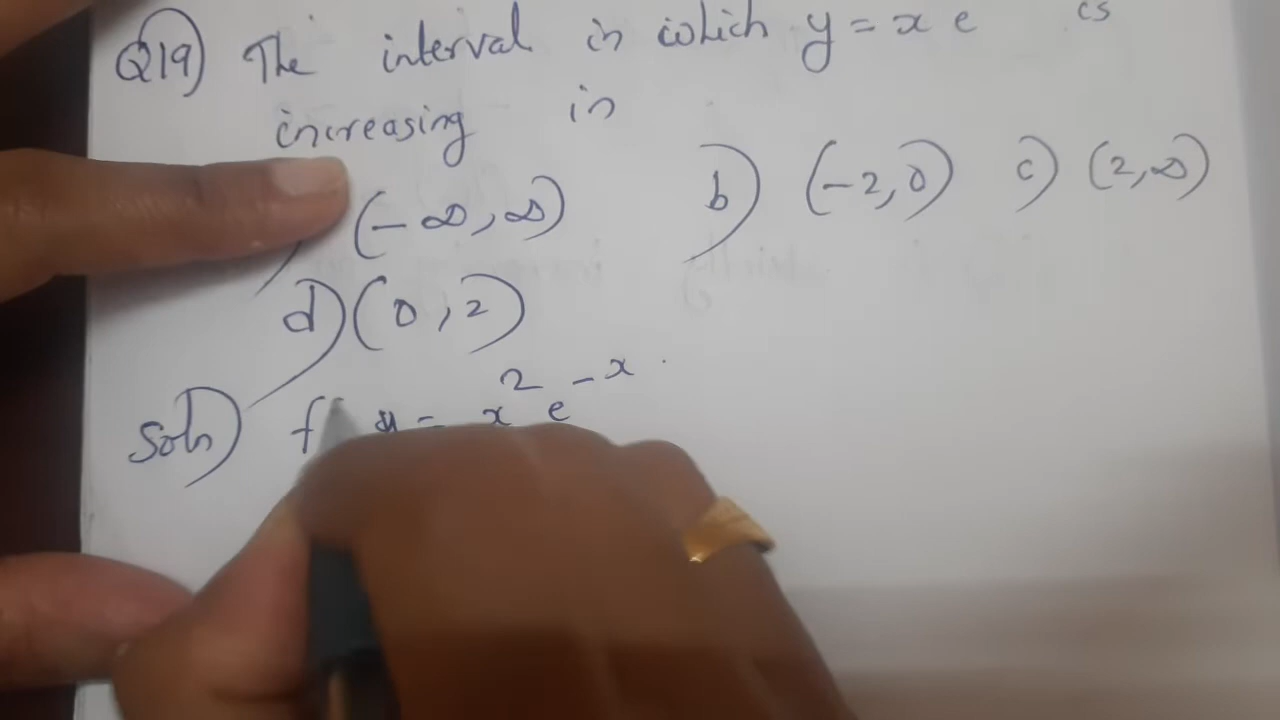 Q19) The interval in which y = x e is
increasing in
(-∞,∞) b) (-2,0) c) (2,∞)
d) (0,2)
Soln) f y = x² e⁻ˣ